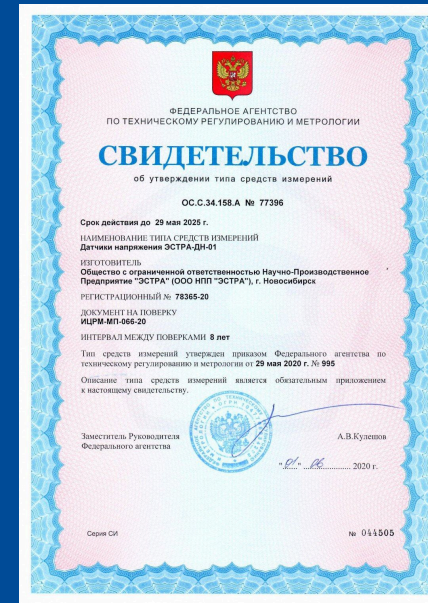 ФЕДЕРАЛЬНОЕ АГЕНТСТВО
ПО ТЕХНИЧЕСКОМУ РЕГУЛИРОВАНИЮ И МЕТРОЛОГИИ
СВИДЕТЕЛЬСТВО
об утверждении типа средств измерений
ОС.С.34.158.А № 77396
Срок действия до 29 мая 2025 г.
НАИМЕНОВАНИЕ ТИПА СРЕДСТВ ИЗМЕРЕНИЙ
Датчики напряжения ЭСТРА-ДН-01
ИЗГОТОВИТЕЛЬ
Общество с ограниченной ответственностью Научно-Производственное
Предприятие "ЭСТРА" (ООО НПП "ЭСТРА"), г. Новосибирск
РЕГИСТРАЦИОННЫЙ № 78365-20
ДОКУМЕНТ НА ПОВЕРКУ
ИЦРМ-МП-066-20
ИНТЕРВАЛ МЕЖДУ ПОВЕРКАМИ 8 лет
Тип средств измерений утвержден приказом Федерального агентства по
техническому регулированию и метрологии от 29 мая 2020 г. № 995
Описание типа средств измерений является обязательным приложением
к настоящему свидетельству.
Заместитель Руководителя
Федерального агентства
А.В.Кулешов
"01" 06 2020 г.
Серия СИ
№ 044505